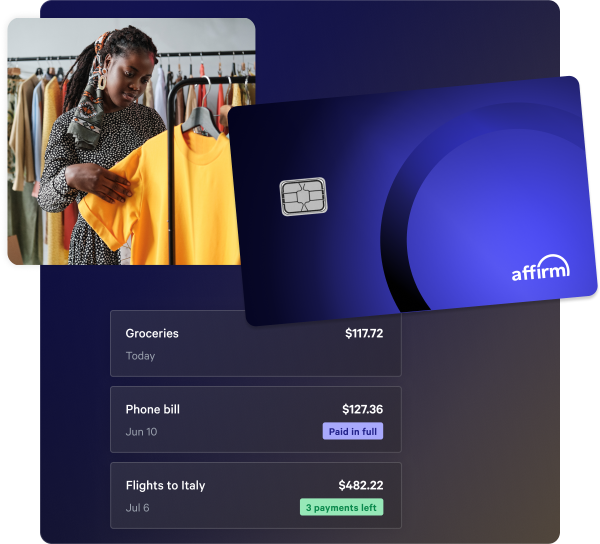 affirm
Groceries $117.72
Today
Phone bill $127.36
Jun 10 Paid in full
Flights to Italy $482.22
Jul 6 3 payments left